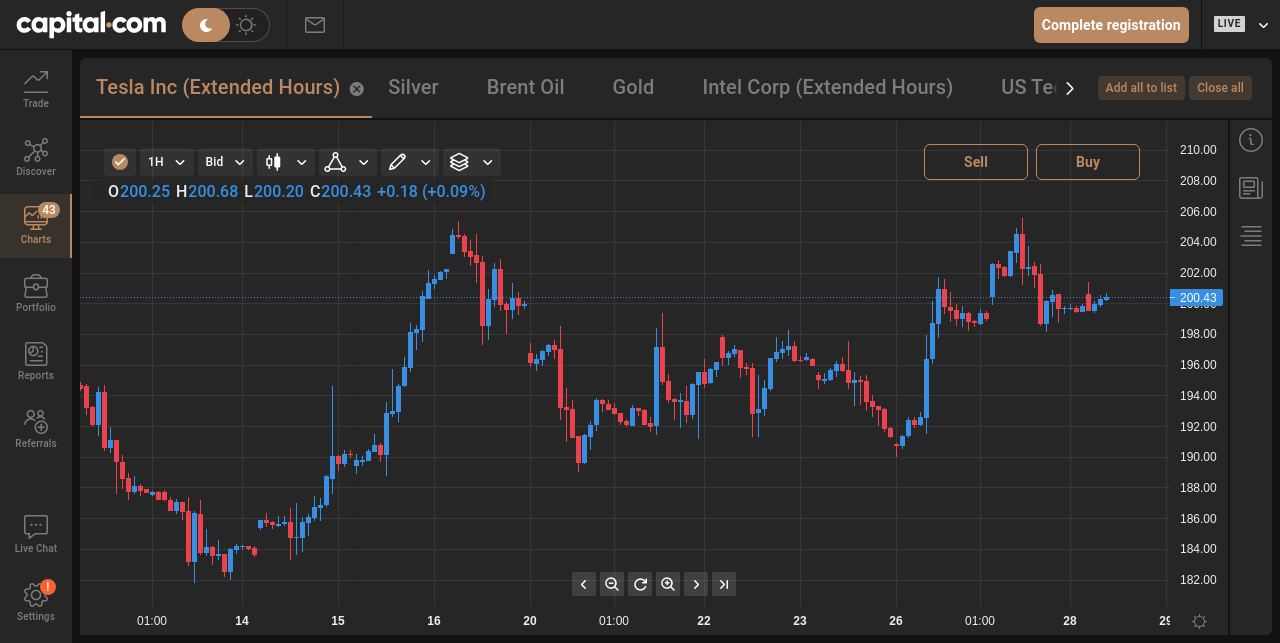 capital.com
Complete registration
LIVE
Trade
Discover
43
Charts
Portfolio
Reports
Referrals
Live Chat
!
Settings
Tesla Inc (Extended Hours)
Silver
Brent Oil
Gold
Intel Corp (Extended Hours)
US Te
Add all to list
Close all
1H
Bid
Sell
Buy
O200.25 H200.68 L200.20 C200.43 +0.18 (+0.09%)
210.00
208.00
206.00
204.00
202.00
200.43
198.00
196.00
194.00
192.00
190.00
188.00
186.00
184.00
182.00
01:00 14 15 16 20 01:00 22 23 26 01:00 28 29